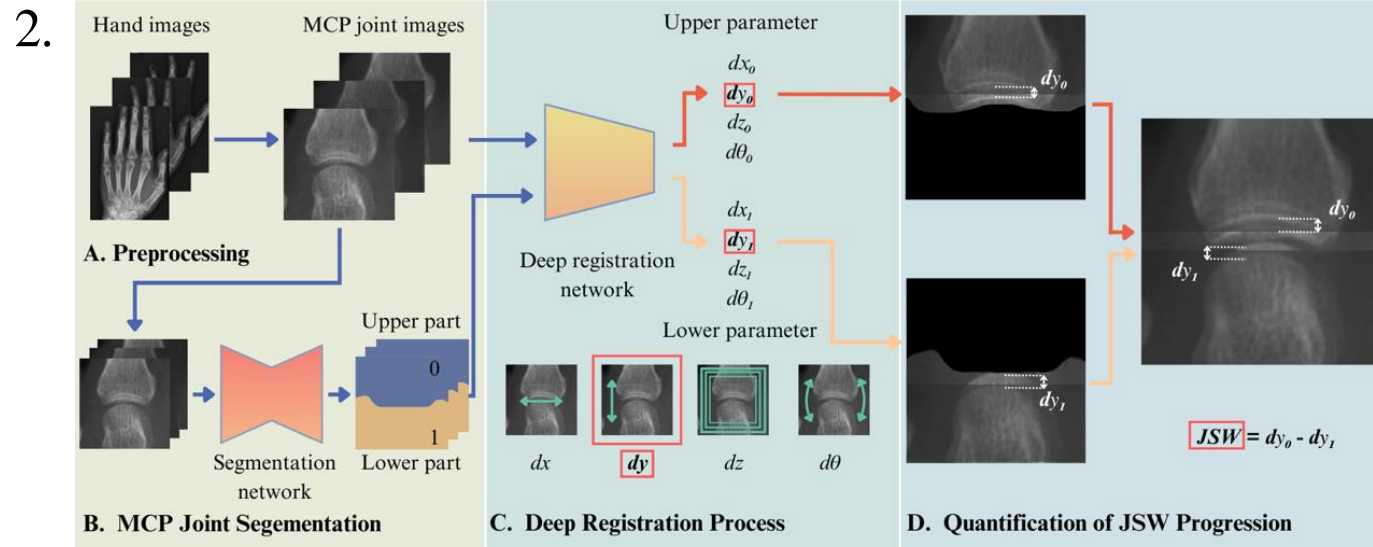 2.
Hand images
MCP joint images
A. Preprocessing
Upper part
0
1
Segmentation
network
Lower part
B. MCP Joint Segementation
Upper parameter
dx₀
dy₀
dz₀
dθ₀
Deep registration
network
dx₁
dy₁
dz₁
dθ₁
Lower parameter
dx
dy
dz
dθ
C. Deep Registration Process
dy₀
dy₁
dy₀
dy₁
JSW = dy₀ - dy₁
D. Quantification of JSW Progression